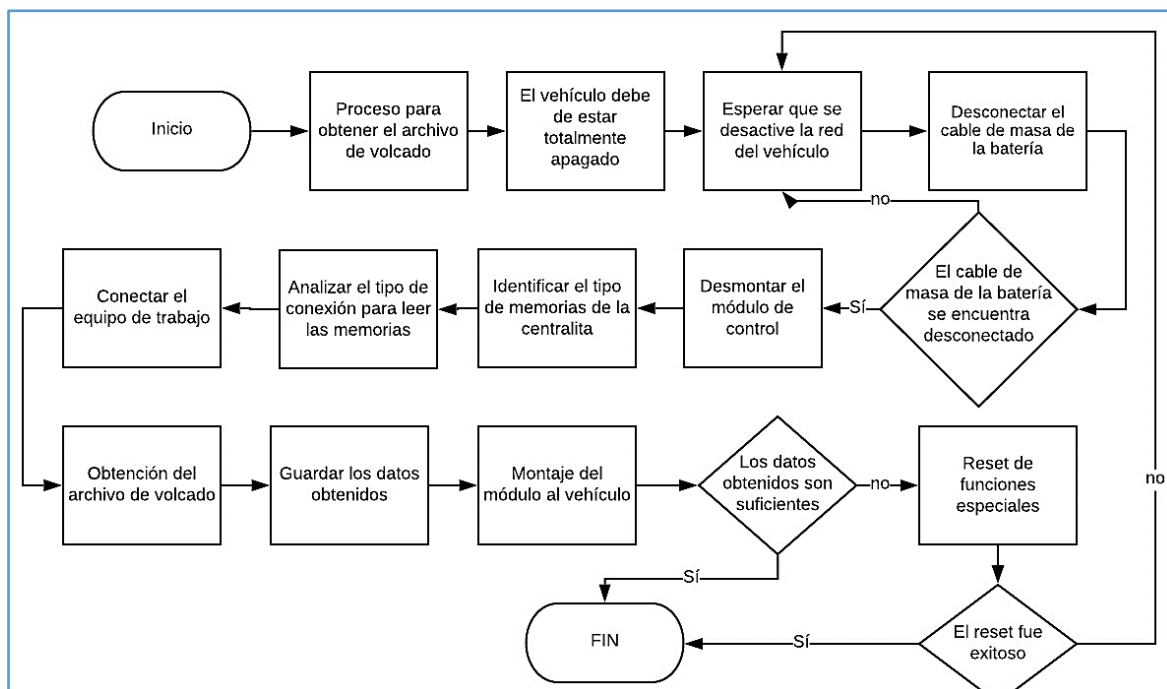 Inicio
Proceso para
obtener el archivo
de volcado
El vehículo debe
de estar
totalmente
apagado
Esperar que se
desactive la red
del vehículo
Desconectar el
cable de masa de
la batería
no
El cable de
masa de la batería
se encuentra
desconectado
Sí
Desmontar el
módulo de
control
Identificar el tipo
de memorias de la
centralita
Analizar el tipo de
conexión para leer
las memorias
Conectar el
equipo de trabajo
Obtención del
archivo de volcado
Guardar los datos
obtenidos
Montaje del
módulo al vehículo
Los datos
obtenidos son
suficientes
no
Reset de
funciones
especiales
no
Sí
FIN
Sí
El reset fue
exitoso